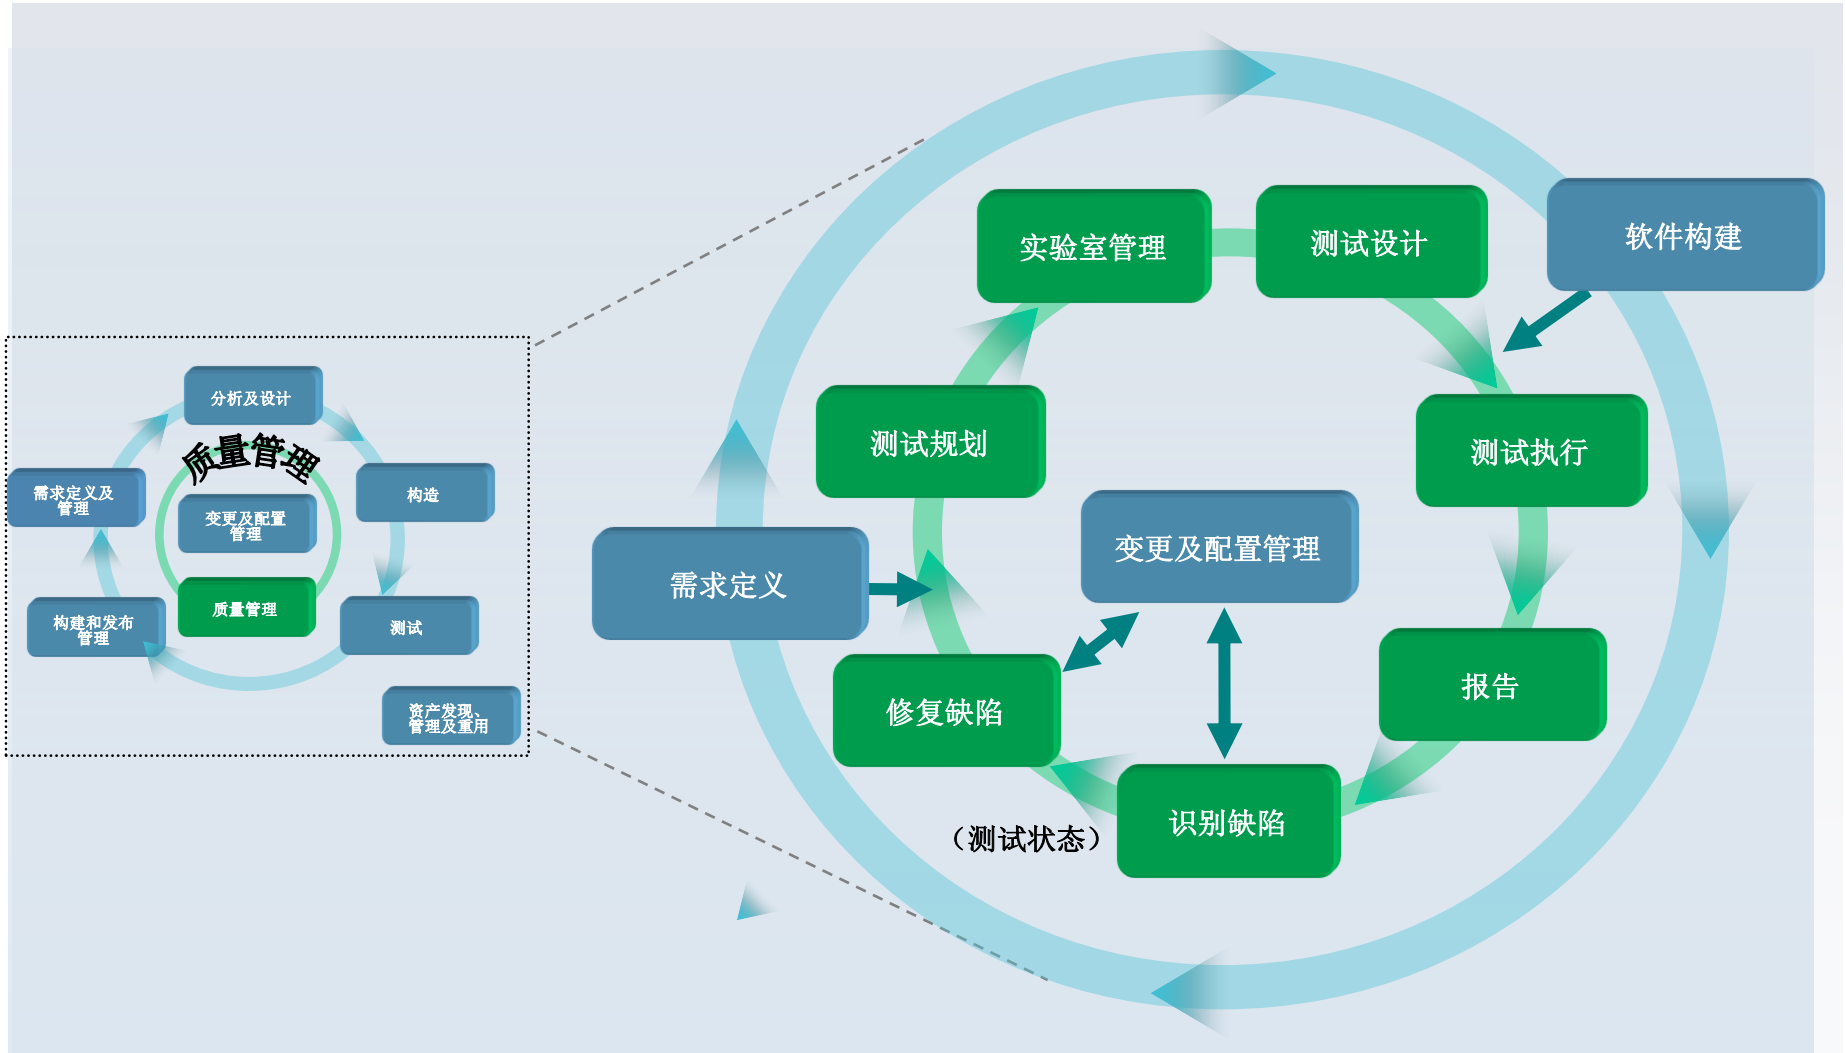 分析及设计
质量管理
需求定义及
管理
构造
变更及配置
管理
质量管理
构建和发布
管理
测试
资产发现、
管理及重用
实验室管理
测试设计
软件构建
测试规划
测试执行
变更及配置管理
需求定义
修复缺陷
报告
识别缺陷
（测试状态）